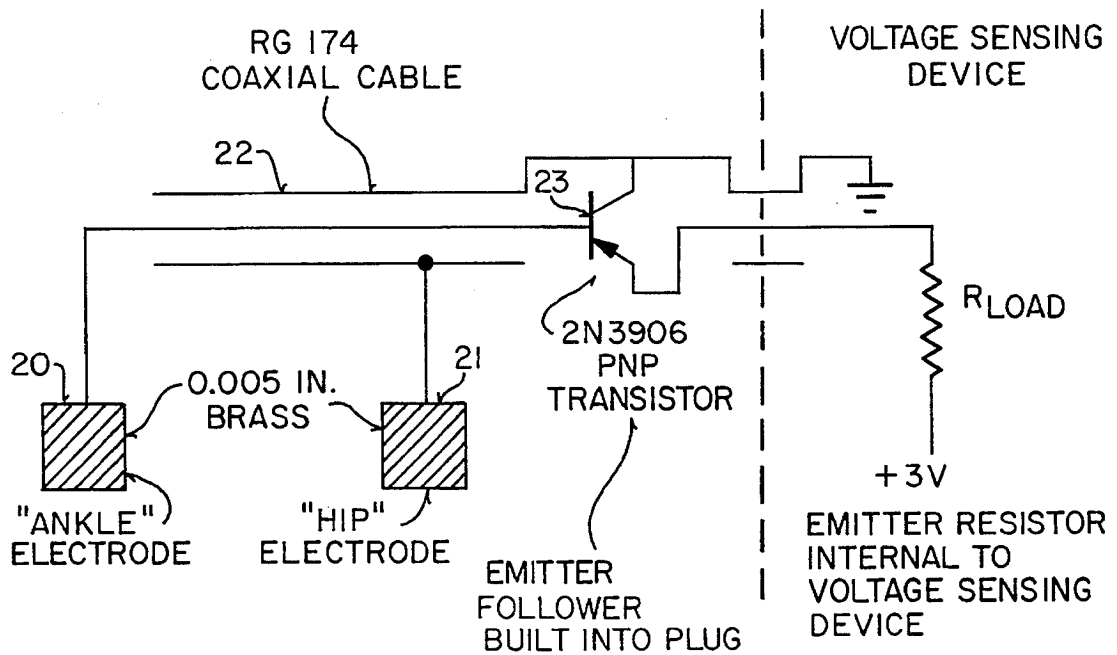 RG 174
COAXIAL CABLE
VOLTAGE SENSING
DEVICE
22
23
2N3906
PNP
TRANSISTOR
RLOAD
20
0.005 IN.
BRASS
21
+3V
"ANKLE"
ELECTRODE
"HIP"
ELECTRODE
EMITTER
FOLLOWER
BUILT INTO PLUG
EMITTER RESISTOR
INTERNAL TO
VOLTAGE SENSING
DEVICE